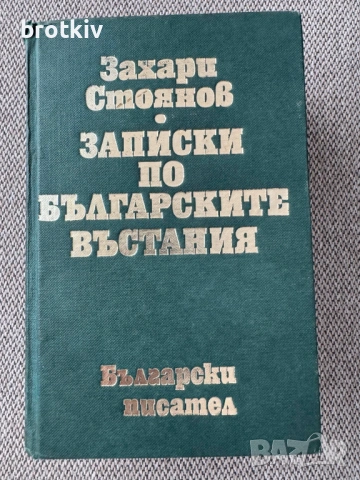 brotkiv
Захари
Стоянов
•
ЗАПИСКИ
ПО
БЪЛГАРСКИТЕ
ВЪСТАНИЯ
Български
писател